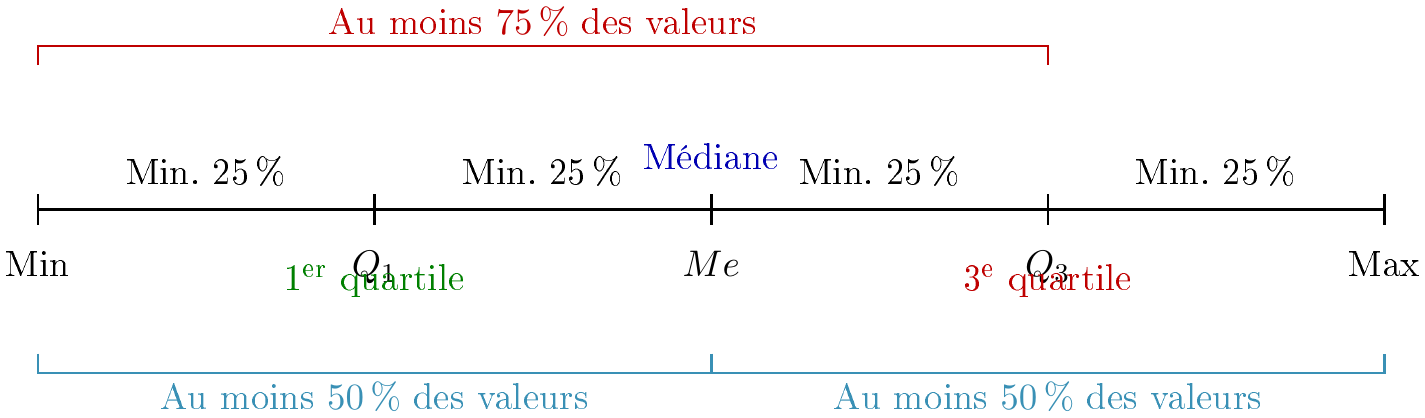 Au moins 75 % des valeurs
Médiane
Min. 25 % Min. 25 % Min. 25 % Min. 25 %
Min Q1 Me Q3 Max
1er quartile 3e quartile
Au moins 50 % des valeurs Au moins 50 % des valeurs